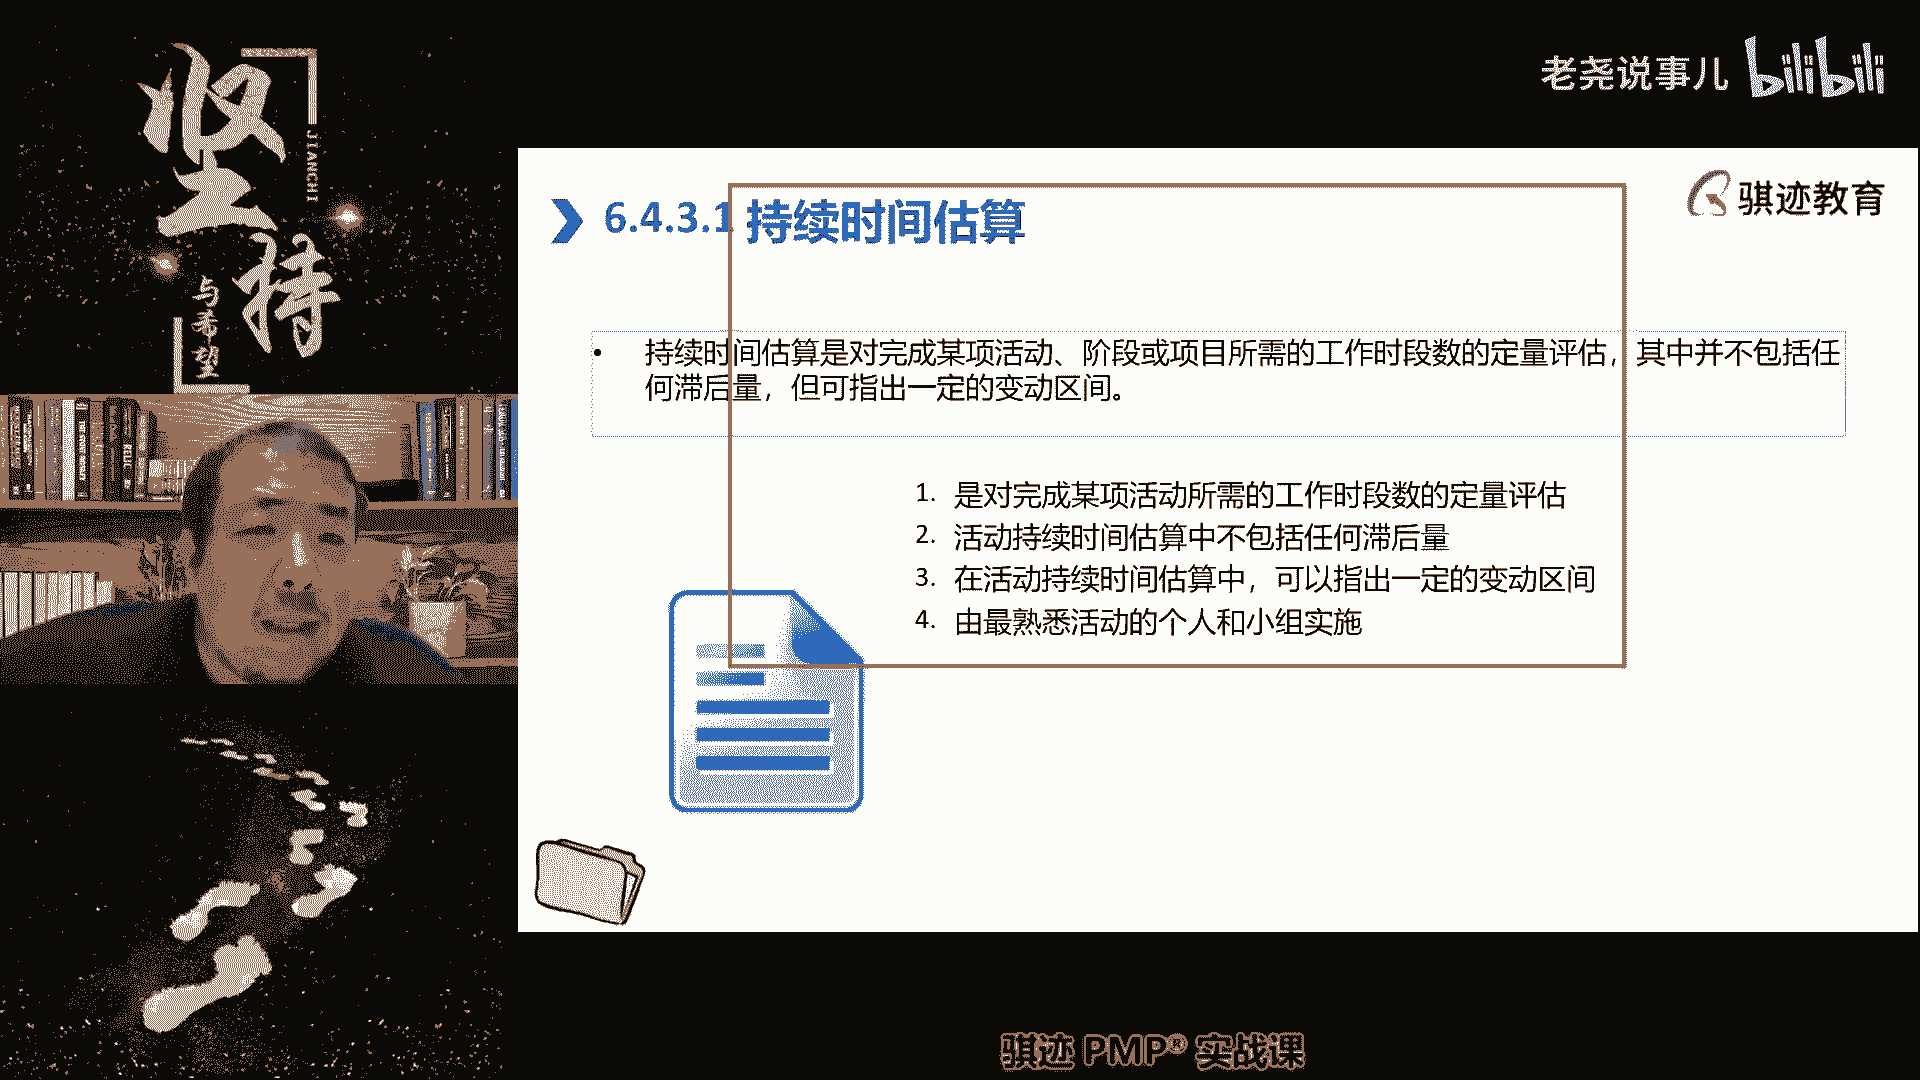 坚持
JIANCHI
与希望
老尧说事儿 bilibili
骐迹教育
6.4.3.1 持续时间估算
• 持续时间估算是对完成某项活动、阶段或项目所需的工作时段数的定量评估，其中并不包括任
何滞后量，但可指出一定的变动区间。
1. 是对完成某项活动所需的工作时段数的定量评估
2. 活动持续时间估算中不包括任何滞后量
3. 在活动持续时间估算中，可以指出一定的变动区间
4. 由最熟悉活动的个人和小组实施
骐迹 PMP® 实战课